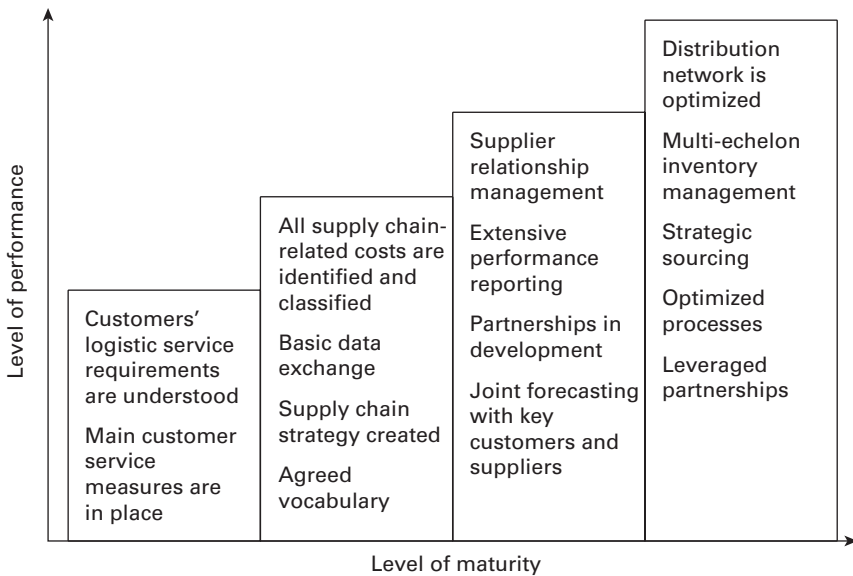 Level of performance
Customers’
logistic service
requirements
are understood
Main customer
service
measures are
in place
All supply chain-
related costs are
identified and
classified
Basic data
exchange
Supply chain
strategy created
Agreed
vocabulary
Supplier
relationship
management
Extensive
performance
reporting
Partnerships in
development
Joint forecasting
with key
customers and
suppliers
Distribution
network is
optimized
Multi-echelon
inventory
management
Strategic
sourcing
Optimized
processes
Leveraged
partnerships
Level of maturity